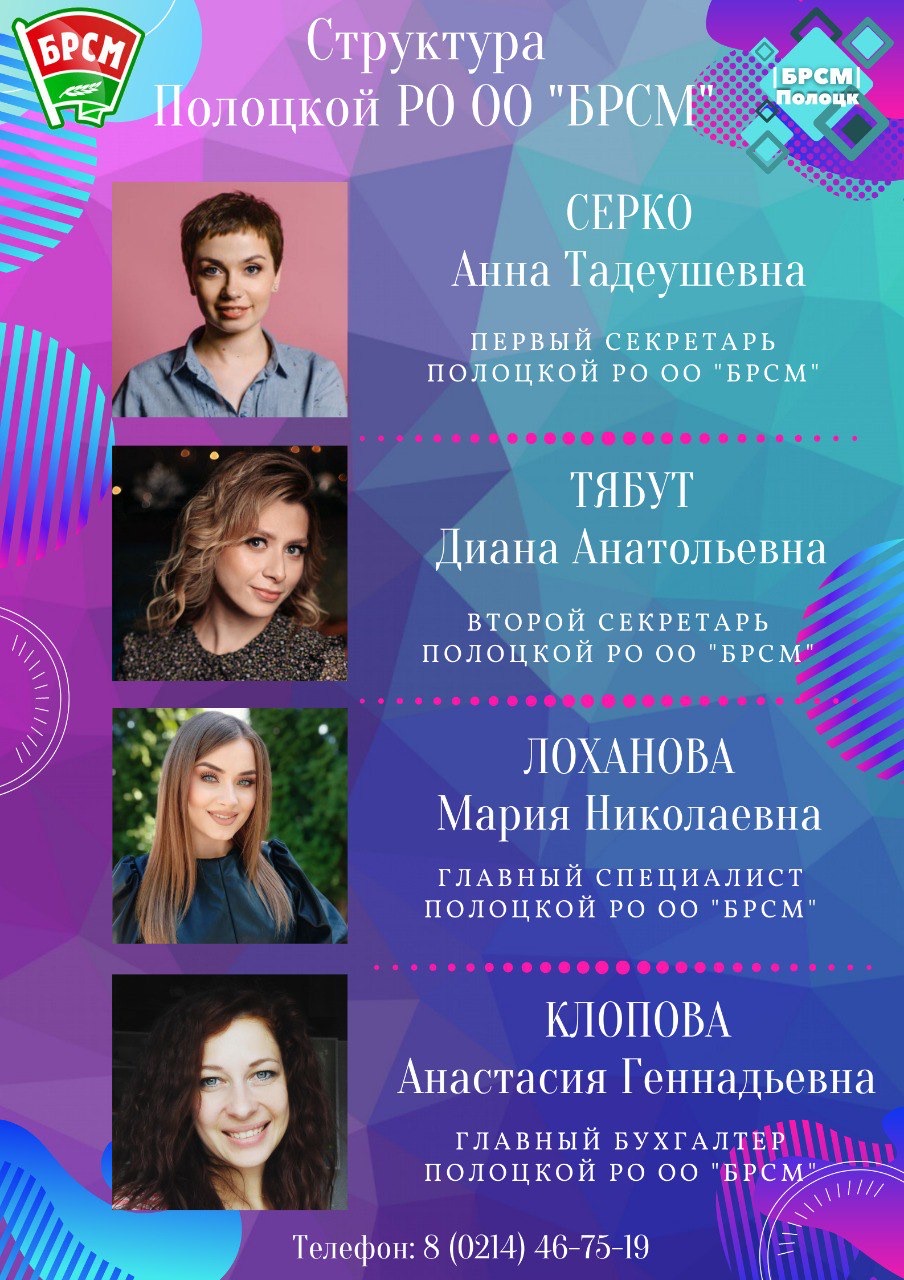 БРСМ
Структура
Полоцкой РО ОО "БРСМ"
|БРСМ|
Полоцк
СЕРКО
Анна Тадеушевна
ПЕРВЫЙ СЕКРЕТАРЬ
ПОЛОЦКОЙ РО ОО "БРСМ"
ТЯБУТ
Диана Анатольевна
ВТОРОЙ СЕКРЕТАРЬ
ПОЛОЦКОЙ РО ОО "БРСМ"
ЛОХАНОВА
Мария Николаевна
ГЛАВНЫЙ СПЕЦИАЛИСТ
ПОЛОЦКОЙ РО ОО "БРСМ"
КЛОПОВА
Анастасия Геннадьевна
ГЛАВНЫЙ БУХГАЛТЕР
ПОЛОЦКОЙ РО ОО "БРСМ"
Телефон: 8 (0214) 46-75-19